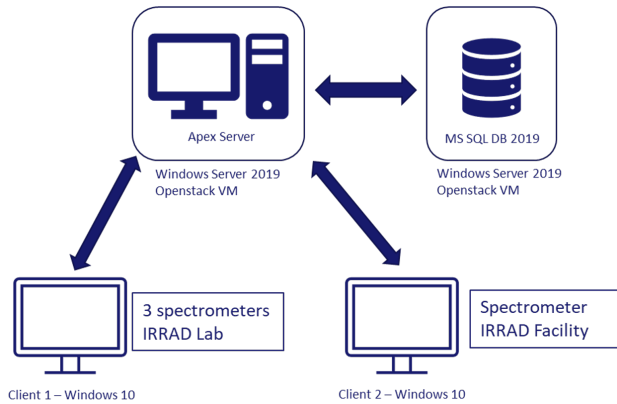 Apex Server
MS SQL DB 2019
Windows Server 2019
Openstack VM
Windows Server 2019
Openstack VM
3 spectrometers
IRRAD Lab
Spectrometer
IRRAD Facility
Client 1 – Windows 10
Client 2 – Windows 10